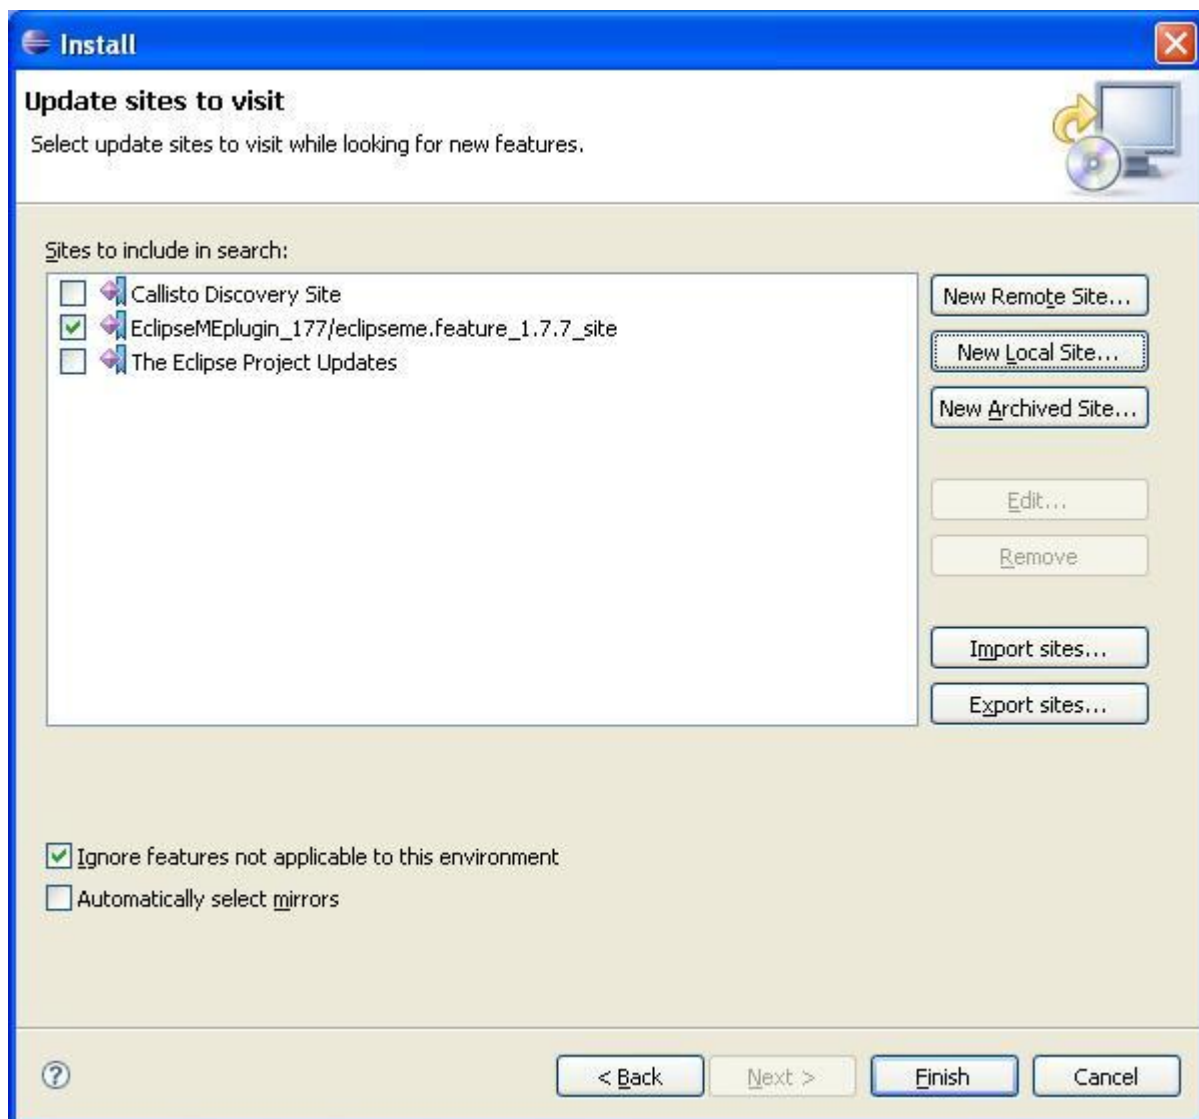 Install
Update sites to visit
Select update sites to visit while looking for new features.
Sites to include in search:
Callisto Discovery Site
EclipseMEplugin_177/eclipseme.feature_1.7.7_site
The Eclipse Project Updates
New Remote Site...
New Local Site...
New Archived Site...
Edit...
Remove
Import sites...
Export sites...
Ignore features not applicable to this environment
Automatically select mirrors
?
< Back
Next >
Finish
Cancel